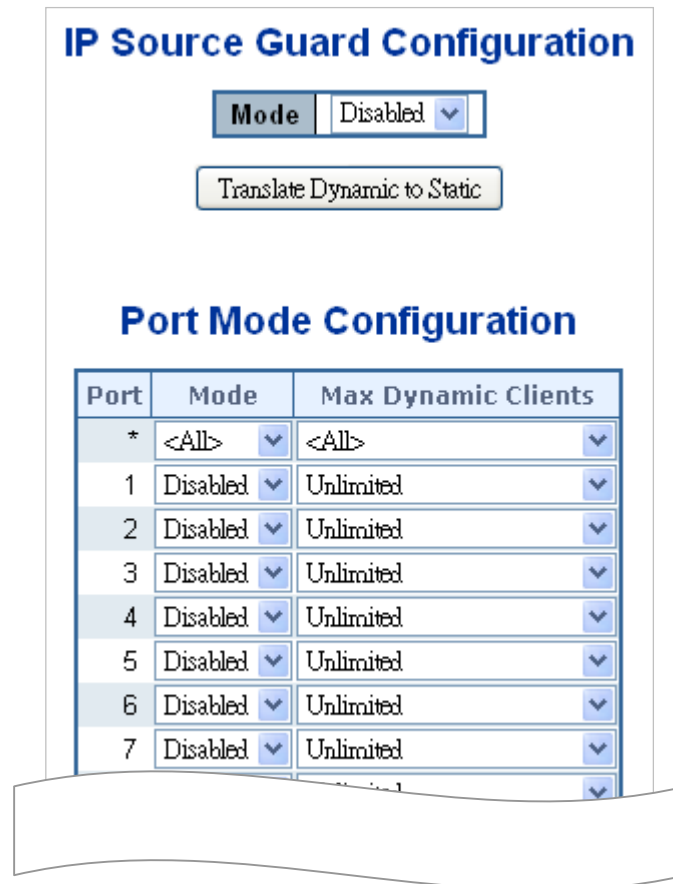 IP Source Guard Configuration
Mode Disabled
Translate Dynamic to Static
Port Mode Configuration
Port Mode Max Dynamic Clients
* <All> <All>
1 Disabled Unlimited
2 Disabled Unlimited
3 Disabled Unlimited
4 Disabled Unlimited
5 Disabled Unlimited
6 Disabled Unlimited
7 Disabled Unlimited